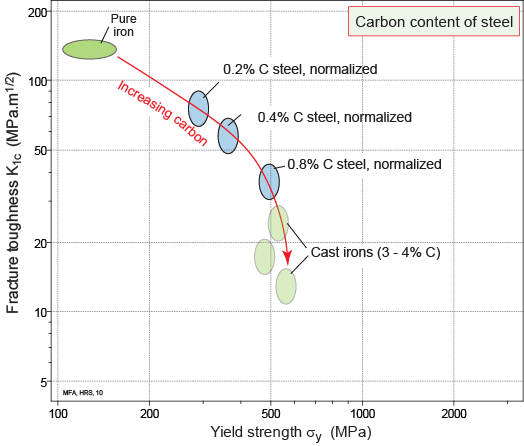 Carbon content of steel
Pure
iron
0.2% C steel, normalized
0.4% C steel, normalized
0.8% C steel, normalized
Cast irons (3 - 4% C)
Increasing carbon
Fracture toughness K1c (MPa.m1/2)
200
100
50
20
10
5
MFA, HRS, 10
100 200 500 1000 2000
Yield strength σy (MPa)